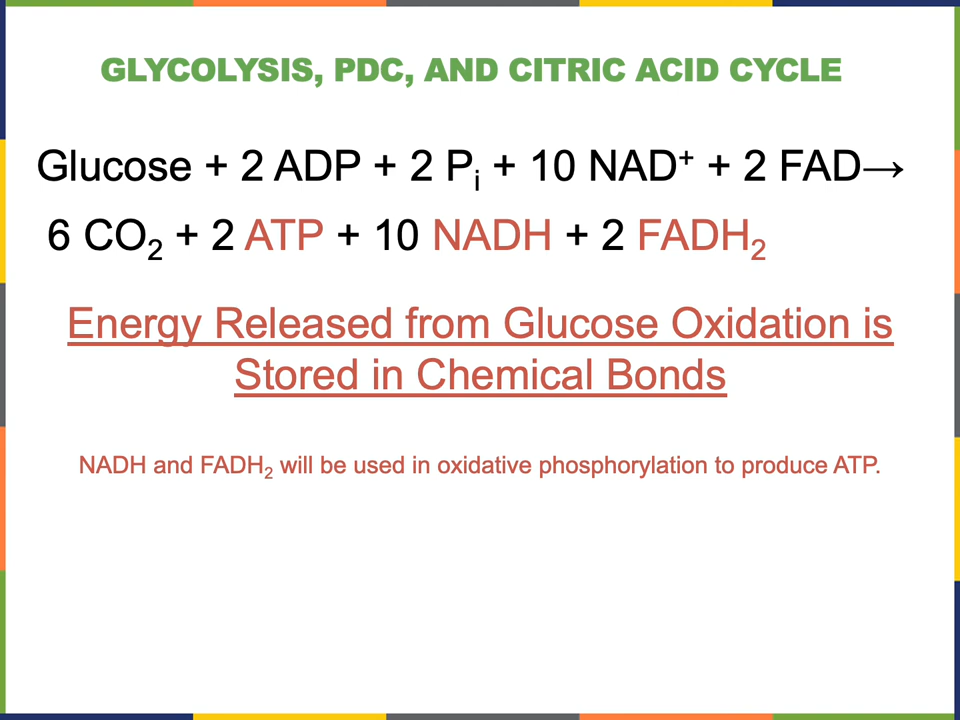 GLYCOLYSIS, PDC, AND CITRIC ACID CYCLE
Glucose + 2 ADP + 2 Pᵢ + 10 NAD⁺ + 2 FAD→
6 CO₂ + 2 ATP + 10 NADH + 2 FADH₂
Energy Released from Glucose Oxidation is
Stored in Chemical Bonds
NADH and FADH₂ will be used in oxidative phosphorylation to produce ATP.